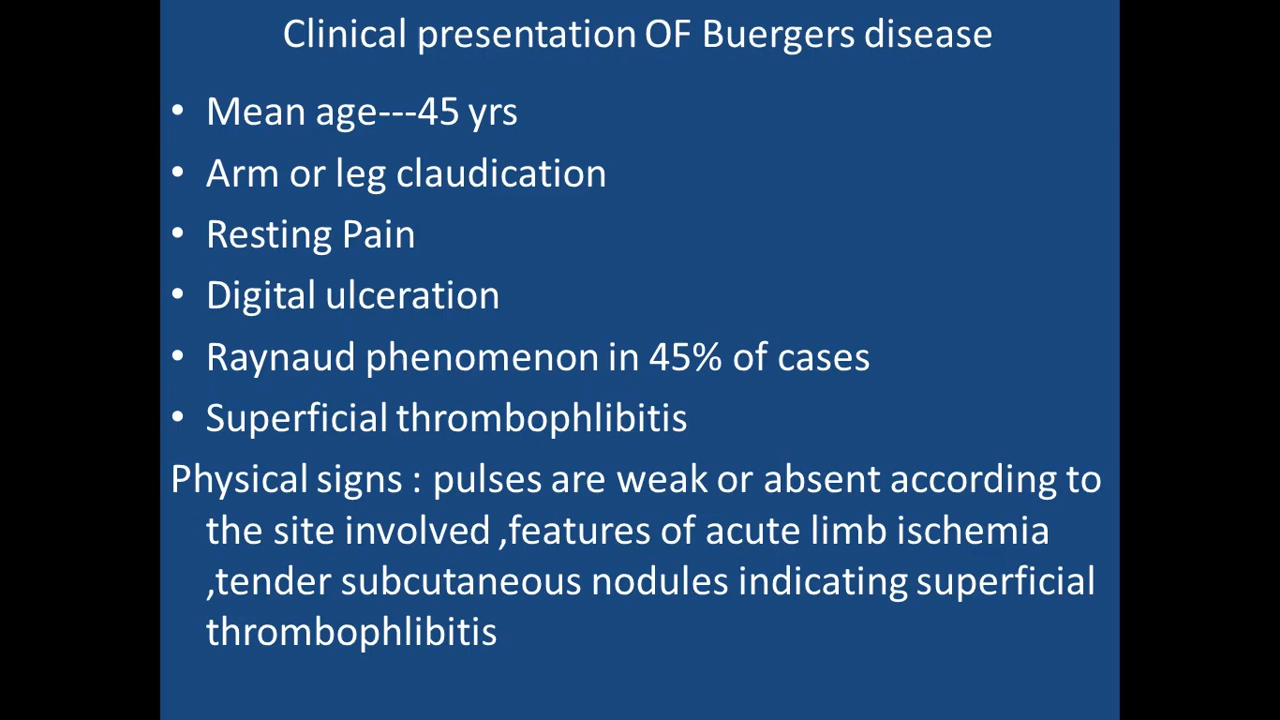 Clinical presentation OF Buergers disease
• Mean age---45 yrs
• Arm or leg claudication
• Resting Pain
• Digital ulceration
• Raynaud phenomenon in 45% of cases
• Superficial thrombophlibitis
Physical signs : pulses are weak or absent according to
the site involved ,features of acute limb ischemia
,tender subcutaneous nodules indicating superficial
thrombophlibitis